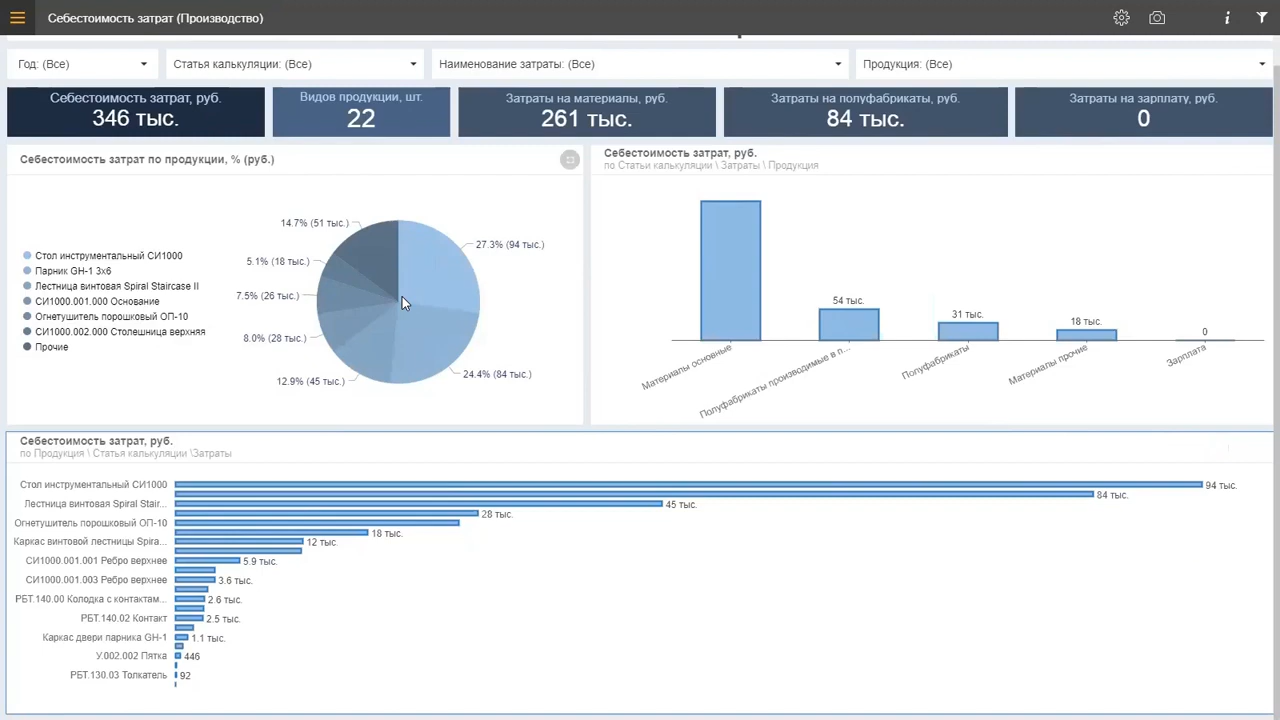 Себестоимость затрат (Производство)
Год: (Все)
Статья калькуляции: (Все)
Наименование затраты: (Все)
Продукция: (Все)
Себестоимость затрат, руб.
346 тыс.
Видов продукции, шт.
22
Затраты на материалы, руб.
261 тыс.
Затраты на полуфабрикаты, руб.
84 тыс.
Затраты на зарплату, руб.
0
Себестоимость затрат по продукции, % (руб.)
Стол инструментальный СИ1000
Парник GH-1 3х6
Лестница винтовая Spiral Staircase II
СИ1000.001.000 Основание
Огнетушитель порошковый ОП-10
СИ1000.002.000 Столешница верхняя
Прочие
14.7% (51 тыс.)
27.3% (94 тыс.)
5.1% (18 тыс.)
7.5% (26 тыс.)
8.0% (28 тыс.)
24.4% (84 тыс.)
12.9% (45 тыс.)
Себестоимость затрат, руб.
по Статьи калькуляции \ Затраты \ Продукция
54 тыс.
31 тыс.
18 тыс.
0
Материалы основные
Полуфабрикаты производимые в п...
Полуфабрикаты
Материалы прочие
Зарплата
Себестоимость затрат, руб.
по Продукция \ Статья калькуляции \Затраты
Стол инструментальный СИ1000
94 тыс.
84 тыс.
Лестница винтовая Spiral Stair...
45 тыс.
28 тыс.
Огнетушитель порошковый ОП-10
18 тыс.
Каркас винтовой лестницы Spira...
12 тыс.
СИ1000.001.001 Ребро верхнее
5.9 тыс.
СИ1000.001.003 Ребро верхнее
3.6 тыс.
РБТ.140.00 Колодка с контактам...
2.6 тыс.
РБТ.140.02 Контакт
2.5 тыс.
Каркас двери парника GH-1
1.1 тыс.
У.002.002 Пятка
446
РБТ.130.03 Толкатель
92